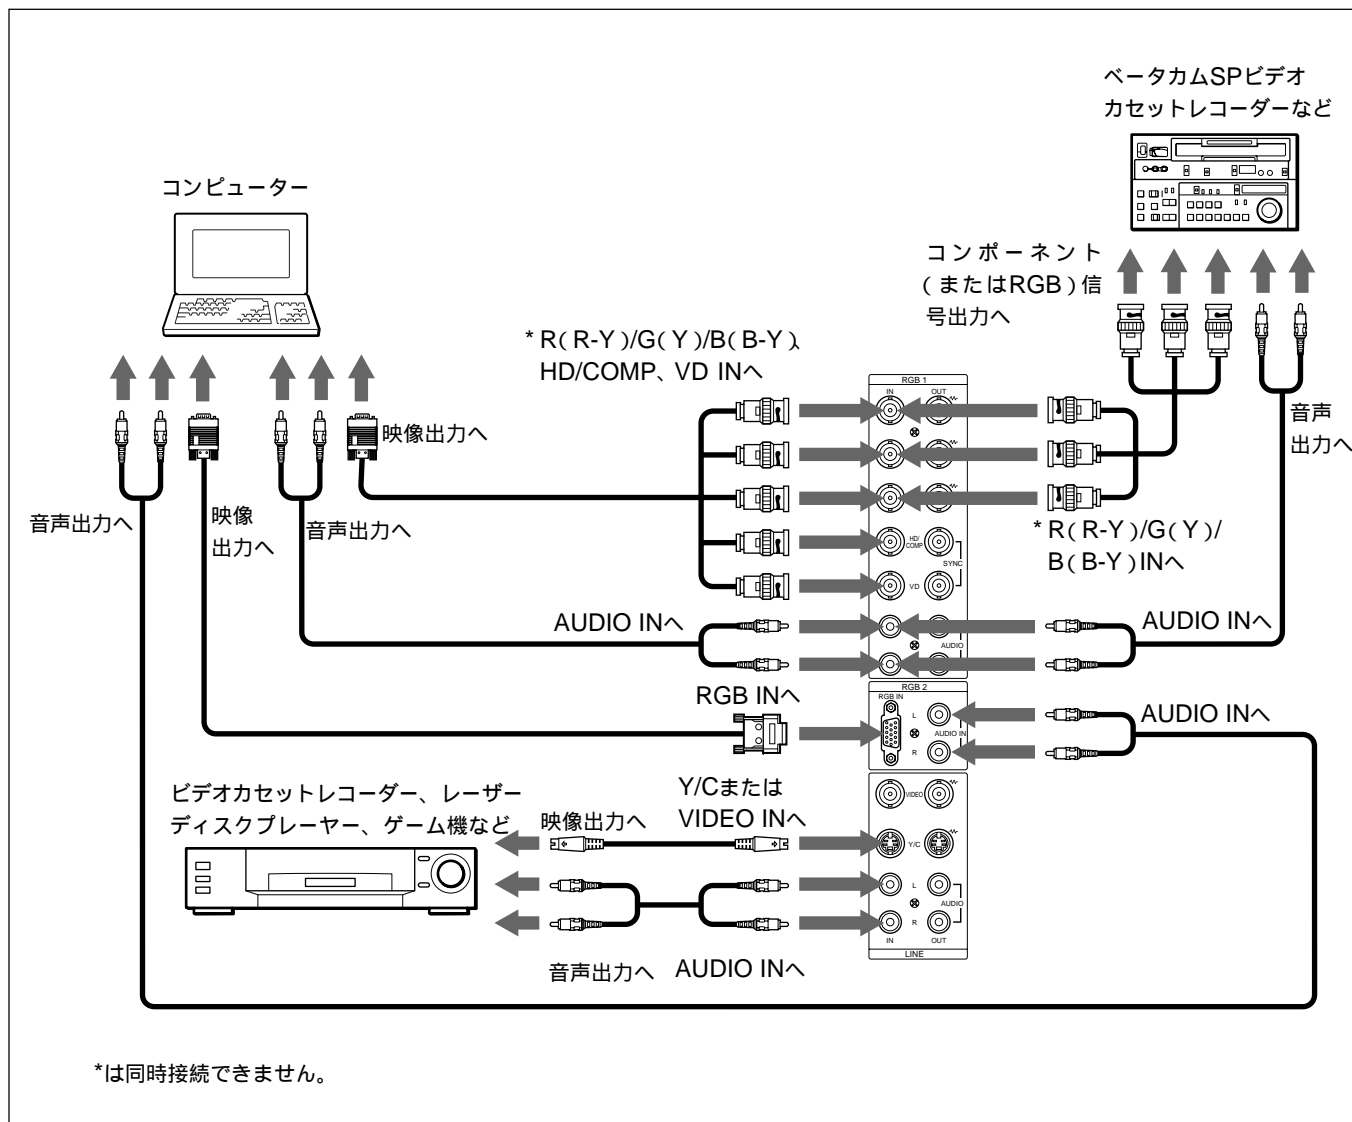 ベータカムSPビデオ
カセットレコーダーなど
コンピューター
コンポーネント
(またはRGB)信
号出力へ
* R(R-Y)/G(Y)/B(B-Y)、
HD/COMP、VD INへ
映像出力へ
音声
出力へ
音声出力へ
映像
出力へ
音声出力へ
RGB 1
IN
OUT
HD/
COMP
SYNC
VD
AUDIO
* R(R-Y)/G(Y)/
B(B-Y)INへ
AUDIO INへ
AUDIO INへ
RGB INへ
RGB 2
RGB IN
L
AUDIO IN
R
AUDIO INへ
ビデオカセットレコーダー、レーザー
ディスクプレーヤー、ゲーム機など
映像出力へ
Y/Cまたは
VIDEO INへ
VIDEO
Y/C
L
AUDIO
R
IN
OUT
LINE
音声出力へ
AUDIO INへ
*は同時接続できません。